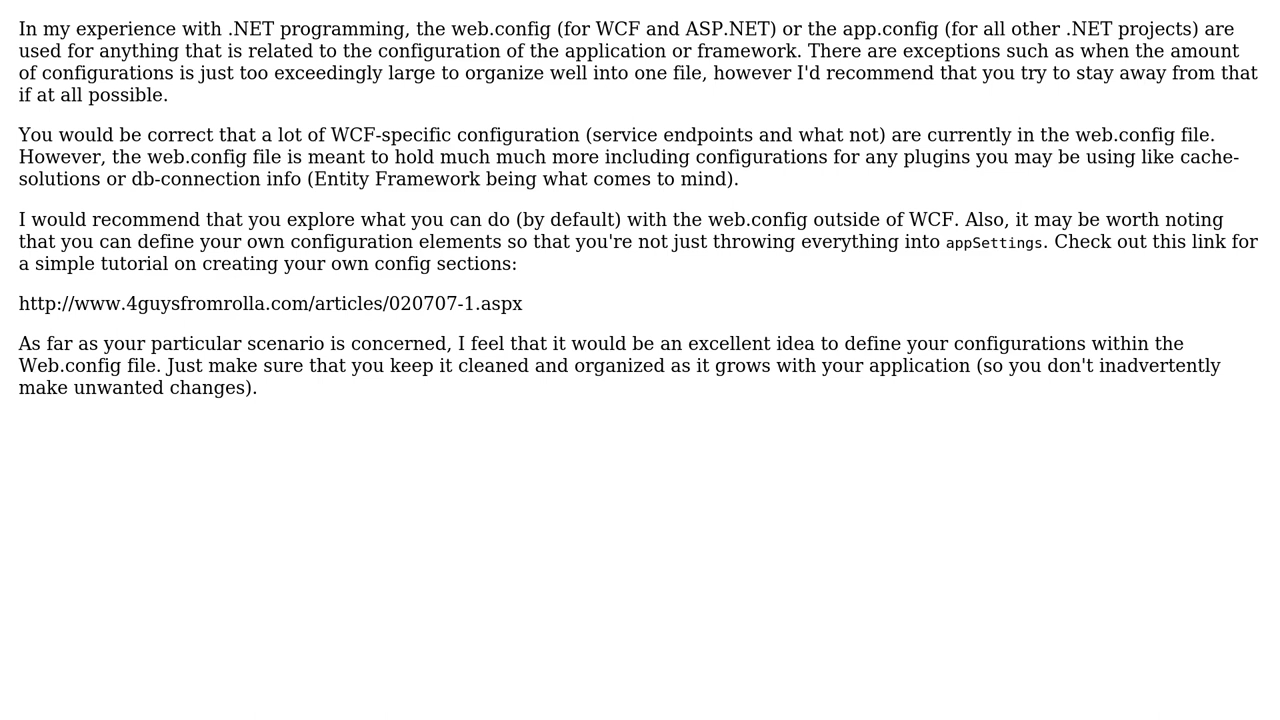 In my experience with .NET programming, the web.config (for WCF and ASP.NET) or the app.config (for all other .NET projects) are
used for anything that is related to the configuration of the application or framework. There are exceptions such as when the amount
of configurations is just too exceedingly large to organize well into one file, however I'd recommend that you try to stay away from that
if at all possible.
You would be correct that a lot of WCF-specific configuration (service endpoints and what not) are currently in the web.config file.
However, the web.config file is meant to hold much much more including configurations for any plugins you may be using like cache-
solutions or db-connection info (Entity Framework being what comes to mind).
I would recommend that you explore what you can do (by default) with the web.config outside of WCF. Also, it may be worth noting
that you can define your own configuration elements so that you're not just throwing everything into appSettings. Check out this link for
a simple tutorial on creating your own config sections:
http://www.4guysfromrolla.com/articles/020707-1.aspx
As far as your particular scenario is concerned, I feel that it would be an excellent idea to define your configurations within the
Web.config file. Just make sure that you keep it cleaned and organized as it grows with your application (so you don't inadvertently
make unwanted changes).